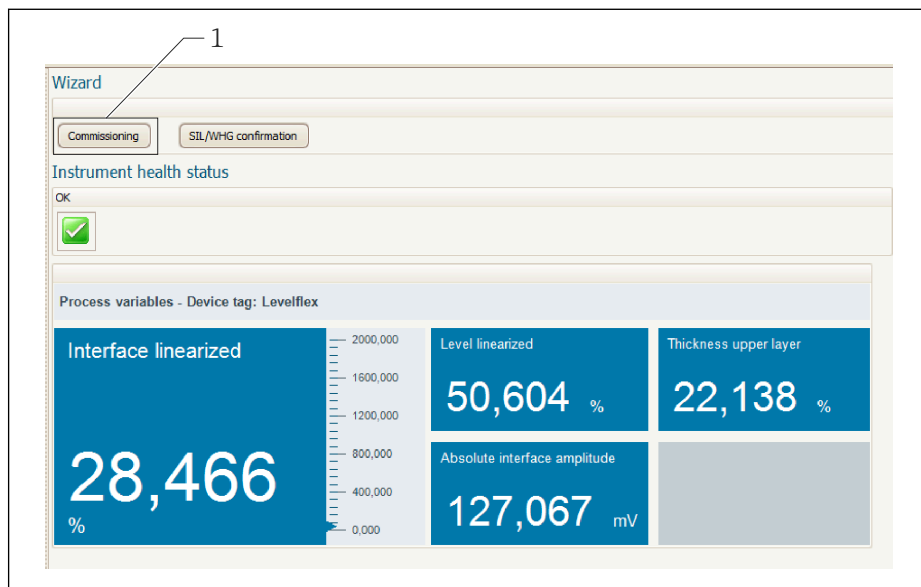 1
Wizard
Commissioning
SIL/WHG confirmation
Instrument health status
OK
Process variables - Device tag: Levelflex
Interface linearized
28,466
%
2000,000
1600,000
1200,000
800,000
400,000
0,000
Level linearized
50,604 %
Thickness upper layer
22,138 %
Absolute interface amplitude
127,067 mV